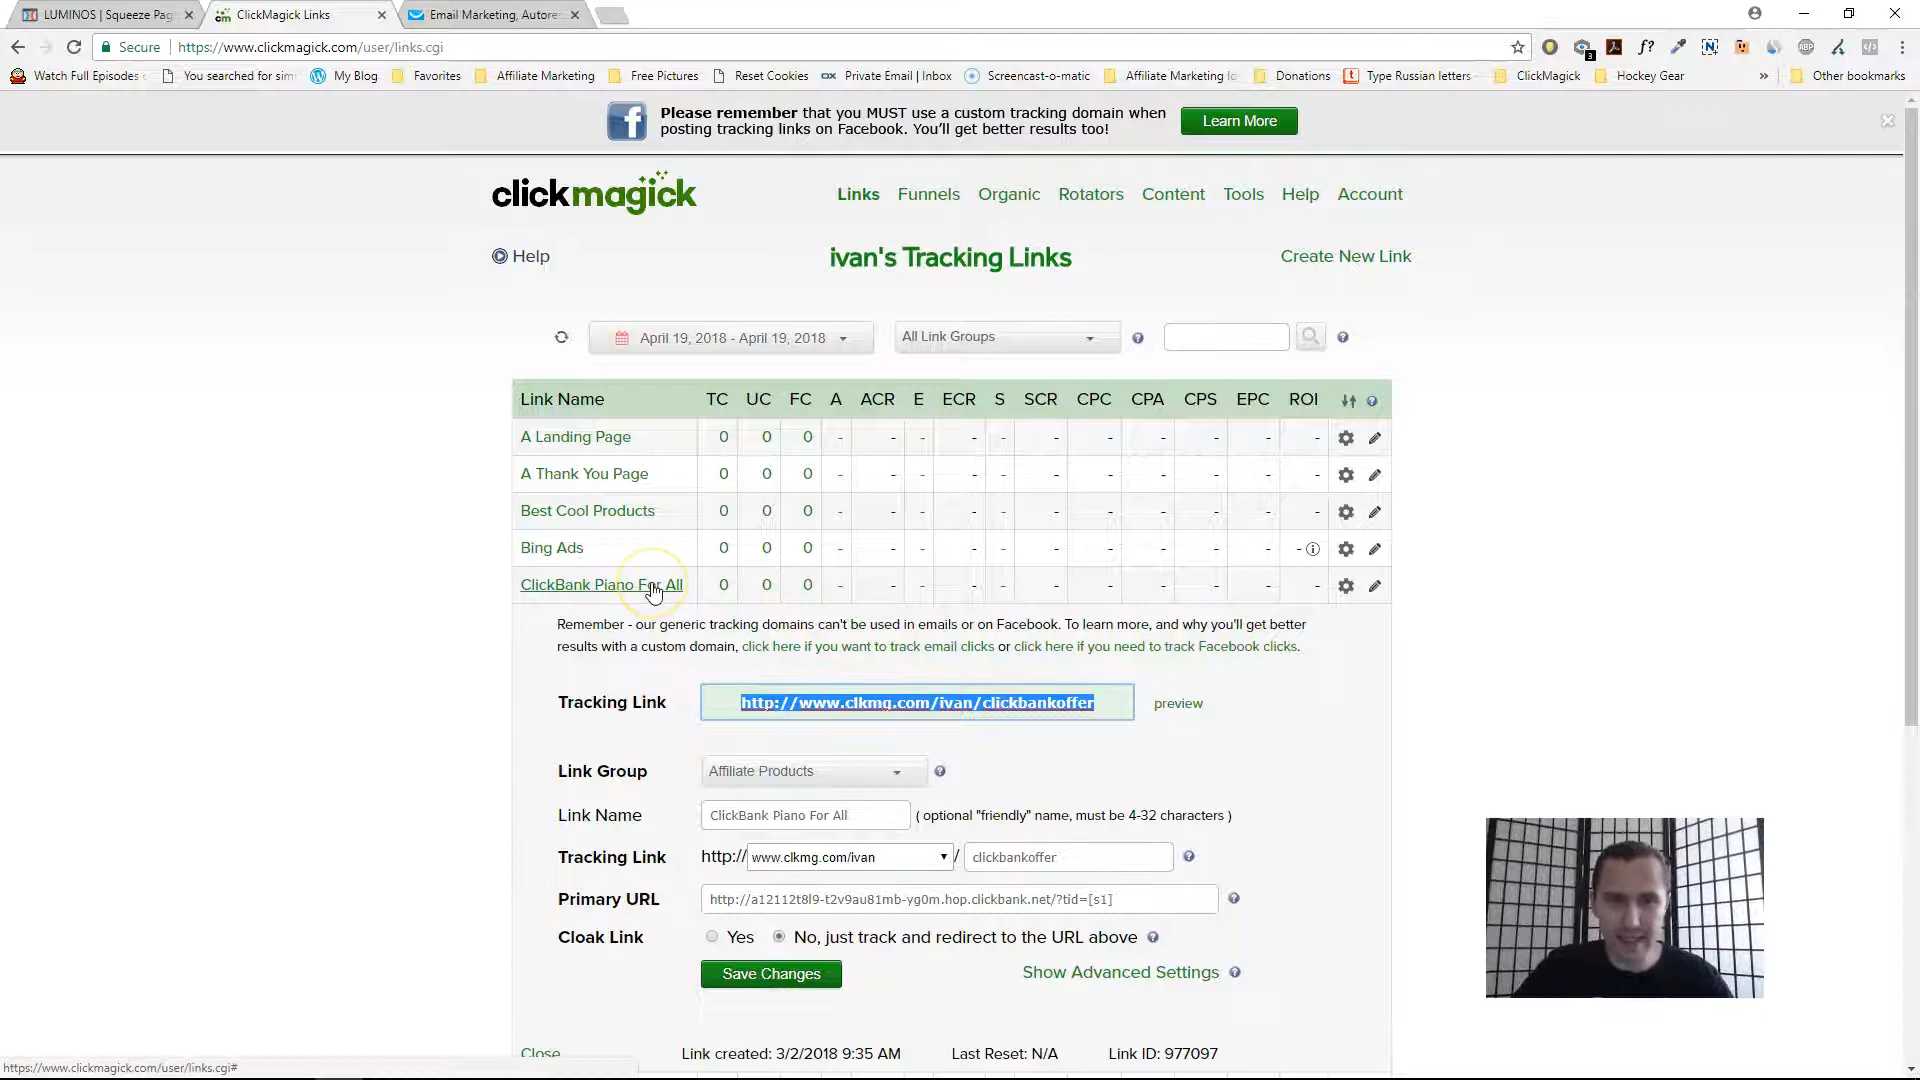 LUMINOS | Squeeze Pag
ClickMagick Links
Email Marketing, Autores
Secure
https://www.clickmagick.com/user/links.cgi
Watch Full Episodes
You searched for sim
My Blog
Favorites
Affiliate Marketing
Free Pictures
Reset Cookies
Private Email | Inbox
Screencast-o-matic
Affiliate Marketing Id
Donations
Type Russian letters
ClickMagick
Hockey Gear
»
Other bookmarks
Please remember that you MUST use a custom tracking domain when
posting tracking links on Facebook. You'll get better results too!
Learn More
clickmagick
Links Funnels Organic Rotators Content Tools Help Account
Help
ivan's Tracking Links
Create New Link
April 19, 2018 - April 19, 2018
All Link Groups
Link Name TC UC FC A ACR E ECR S SCR CPC CPA CPS EPC ROI
A Landing Page 0 0 0 - - - - - - - - - - -
A Thank You Page 0 0 0 - - - - - - - - - - -
Best Cool Products 0 0 0 - - - - - - - - - - -
Bing Ads 0 0 0 - - - - - - - - - - -
ClickBank Piano For All 0 0 0 - - - - - - - - - - -
Remember - our generic tracking domains can't be used in emails or on Facebook. To learn more, and why you'll get better
results with a custom domain, click here if you want to track email clicks or click here if you need to track Facebook clicks.
Tracking Link http://www.clkmg.com/ivan/clickbankoffer preview
Link Group Affiliate Products
Link Name ClickBank Piano For All ( optional "friendly" name, must be 4-32 characters )
Tracking Link http:// www.clkmg.com/ivan / clickbankoffer
Primary URL http://a12112t8l9-t2v9au81mb-yg0m.hop.clickbank.net/?tid=[s1]
Cloak Link Yes No, just track and redirect to the URL above
Save Changes
Show Advanced Settings
Close Link created: 3/2/2018 9:35 AM Last Reset: N/A Link ID: 977097
https://www.clickmagick.com/user/links.cgi#